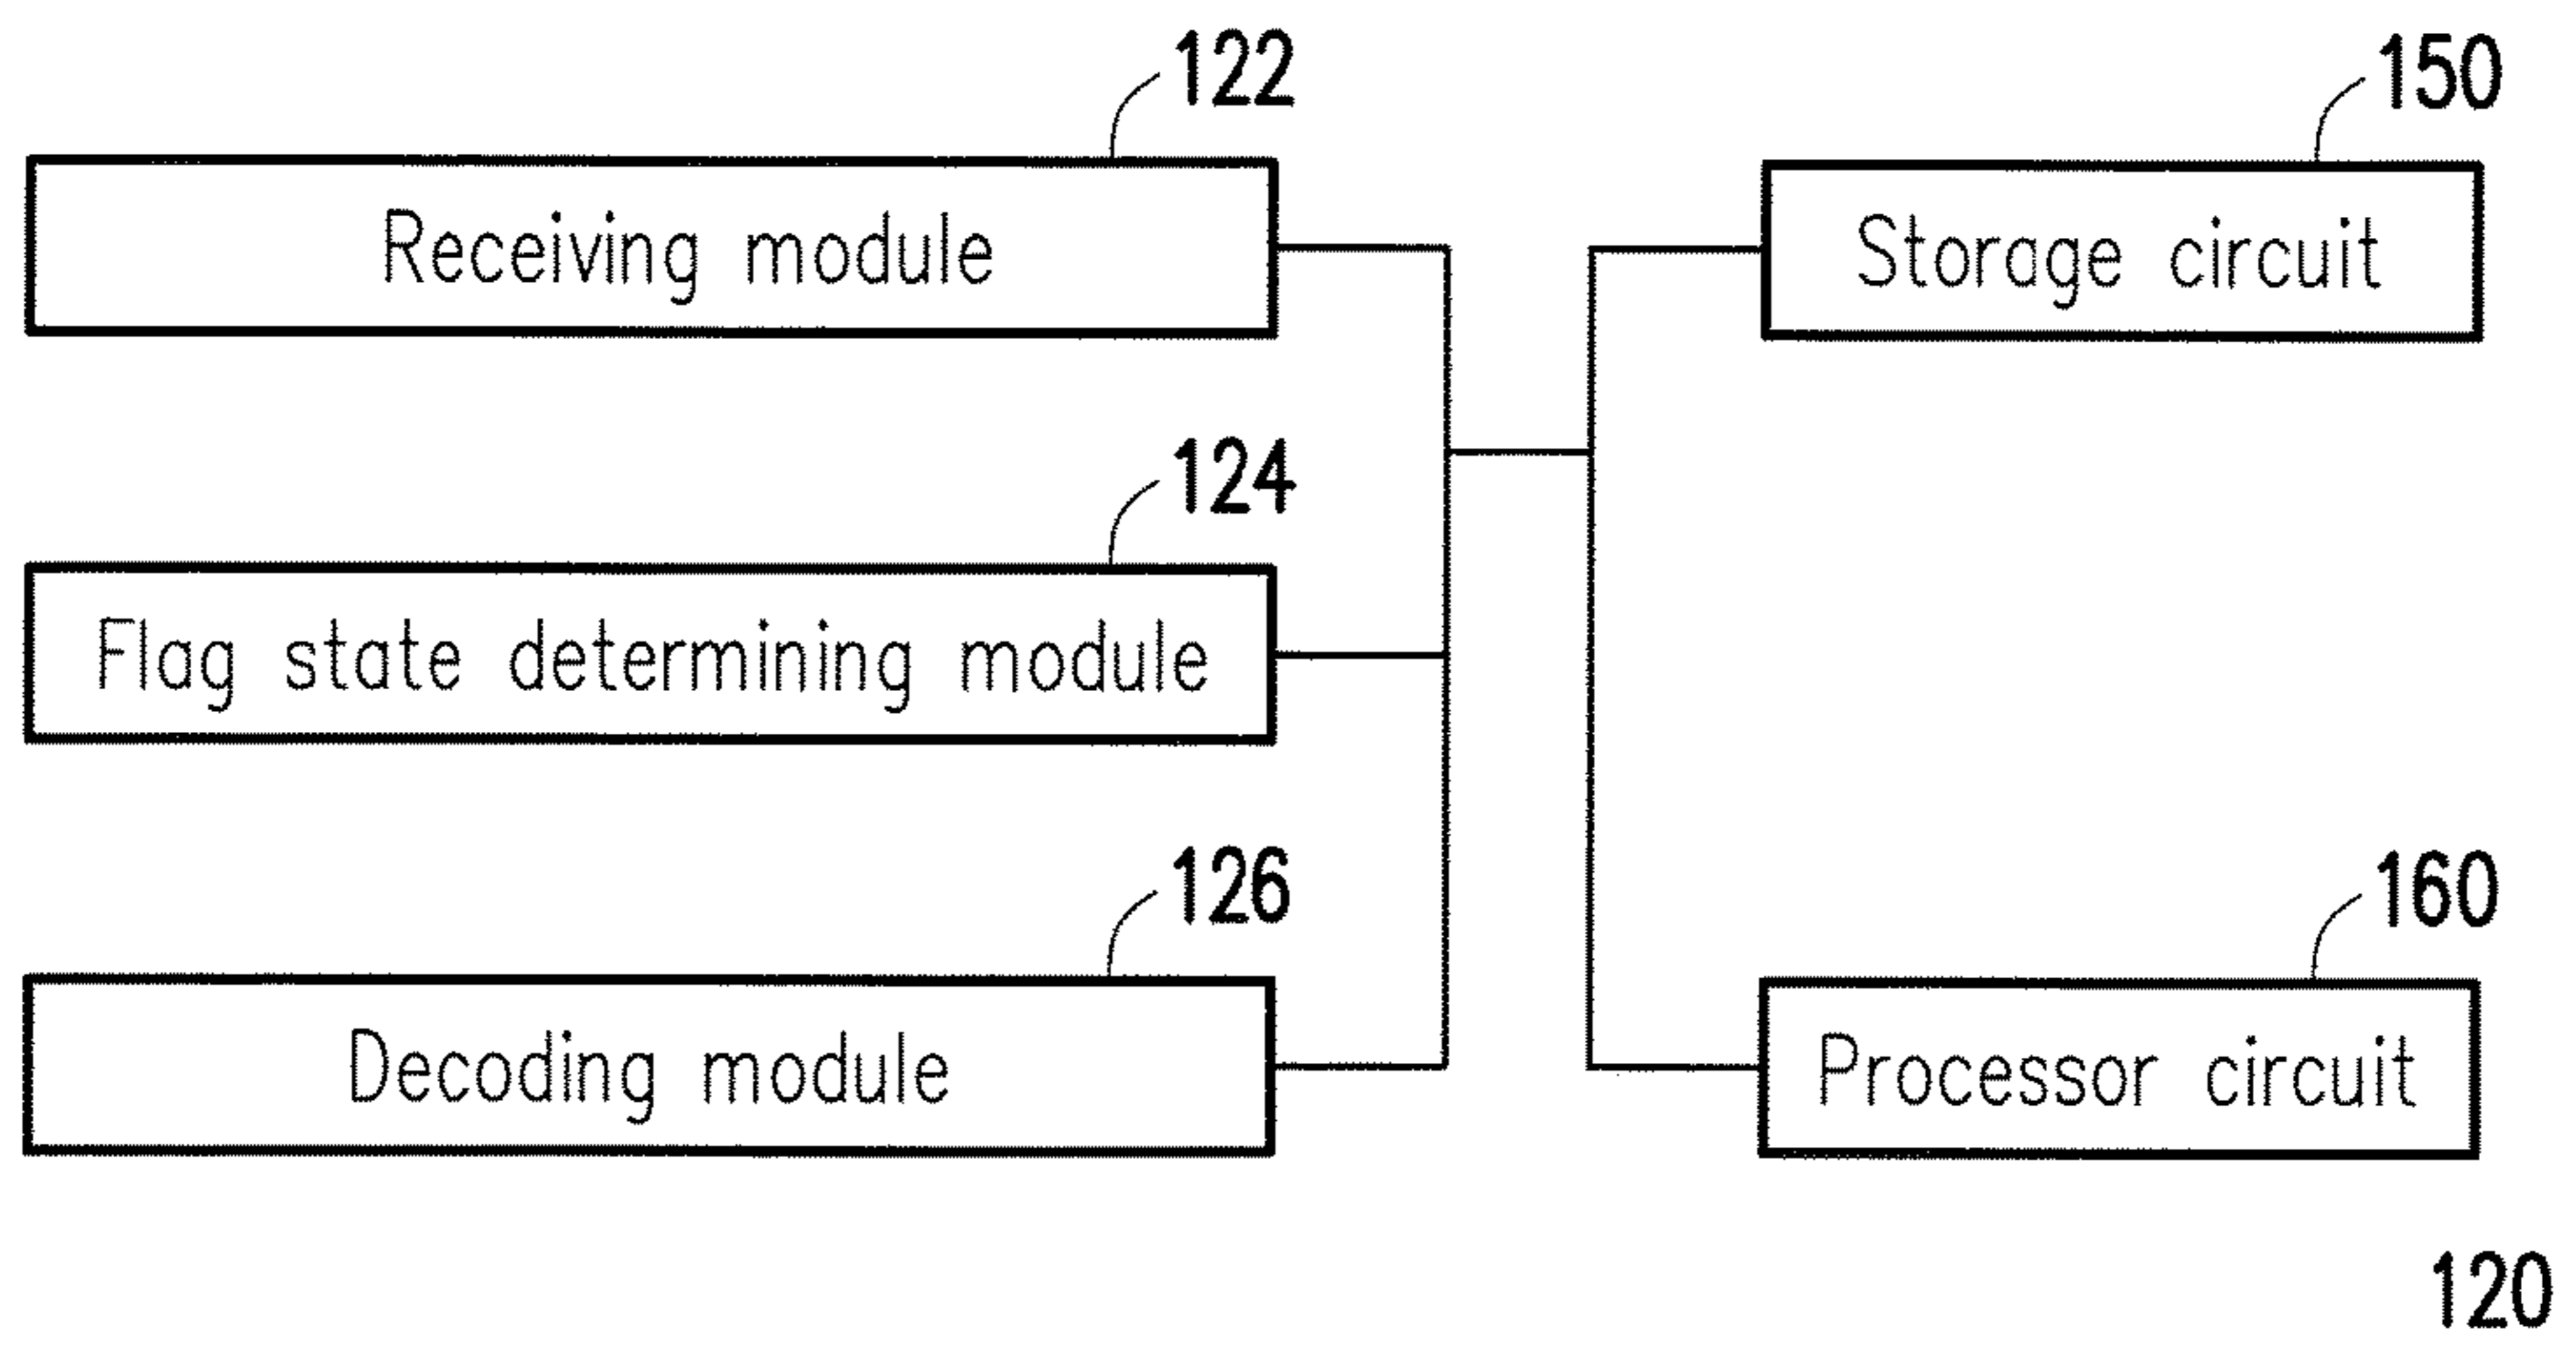 122
Receiving module
150
Storage circuit
124
Flag state determining module
126
Decoding module
160
Processor circuit
120